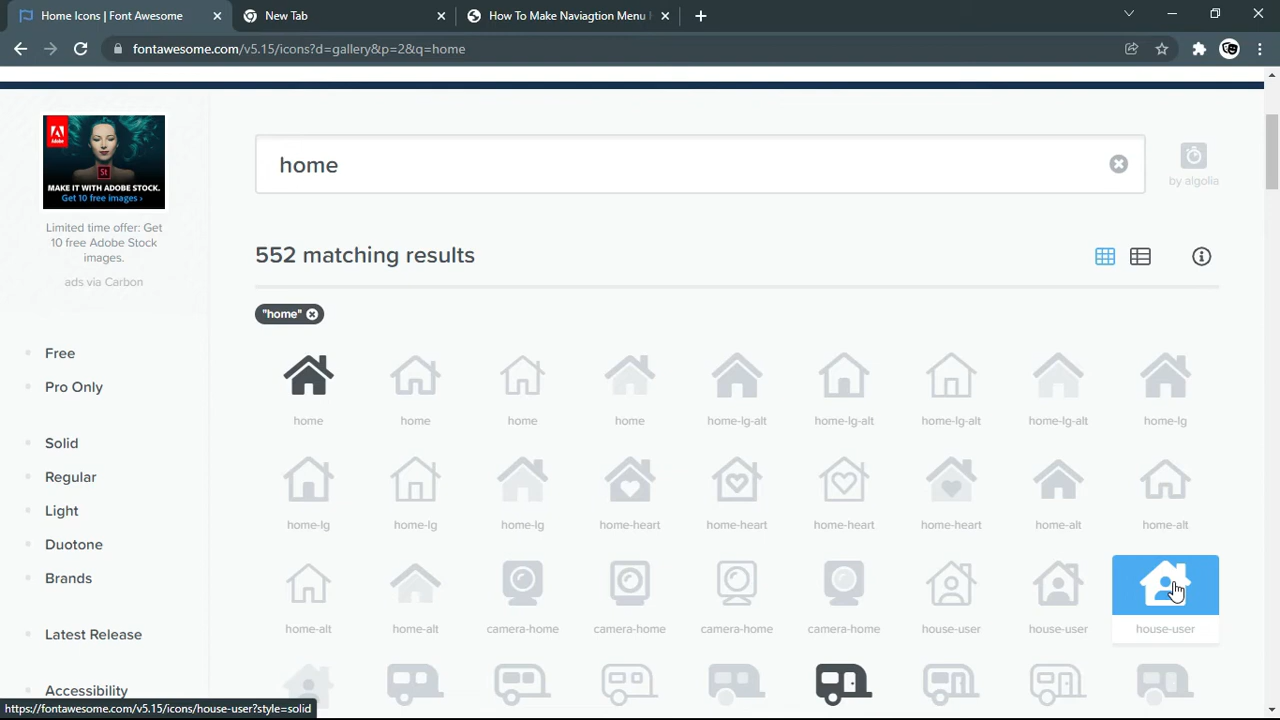 Home Icons | Font Awesome
New Tab
How To Make Naviagtion Menu
fontawesome.com/v5.15/icons?d=gallery&p=2&q=home
MAKE IT WITH ADOBE STOCK.
Get 10 free images ›
St
Adobe
Limited time offer: Get
10 free Adobe Stock
images.
ads via Carbon
home
by algolia
552 matching results
"home"
home home home home home-lg-alt home-lg-alt home-lg-alt home-lg-alt home-lg
home-lg home-lg home-lg home-heart home-heart home-heart home-heart home-alt home-alt
home-alt home-alt camera-home camera-home camera-home camera-home house-user house-user house-user
Free
Pro Only
Solid
Regular
Light
Duotone
Brands
Latest Release
Accessibility
https://fontawesome.com/v5.15/icons/house-user?style=solid